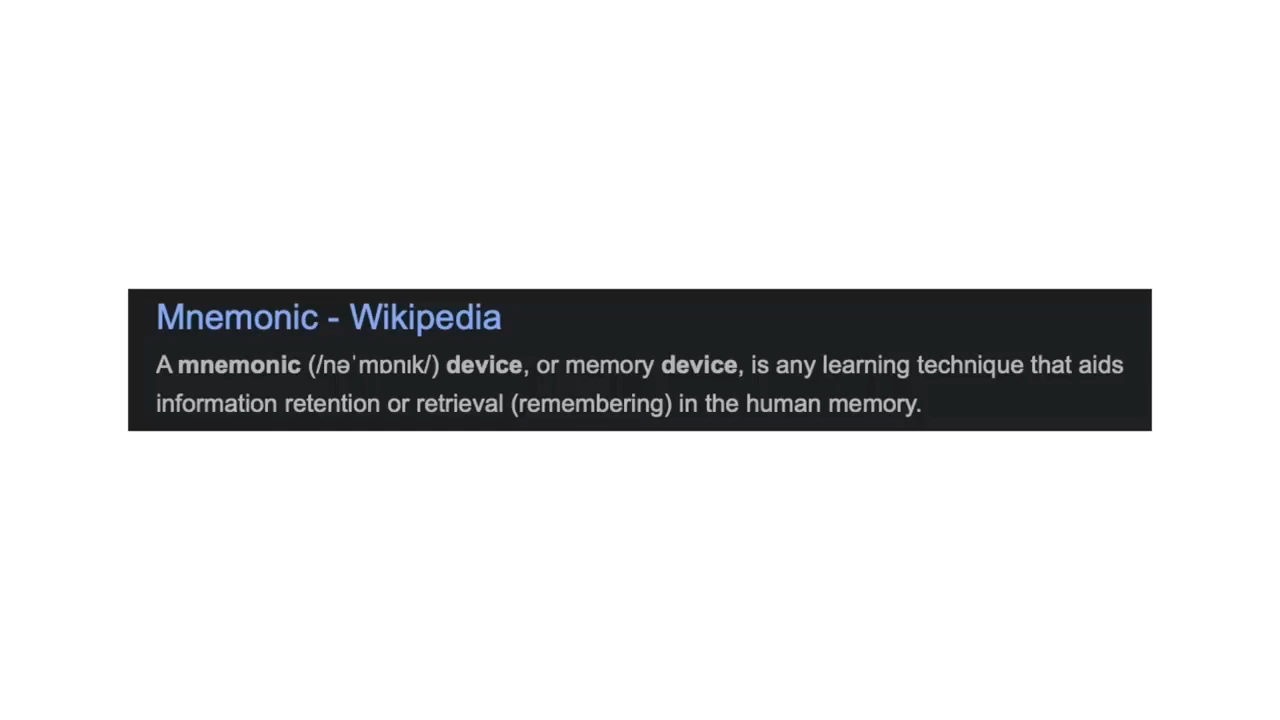 Mnemonic - Wikipedia
A mnemonic (/nəˈmɒnɪk/) device, or memory device, is any learning technique that aids
information retention or retrieval (remembering) in the human memory.